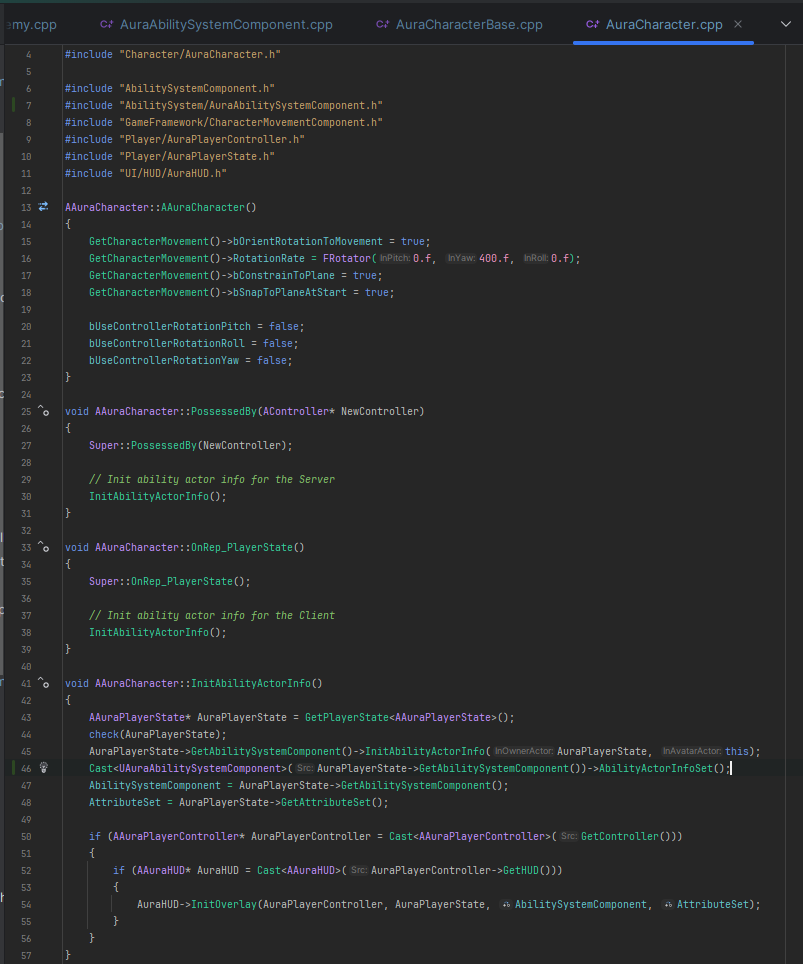 emy.cpp C+ AuraAbilitySystemComponent.cpp C+ AuraCharacterBase.cpp C+ AuraCharacter.cpp
4 #include "Character/AuraCharacter.h"
5
6 #include "AbilitySystemComponent.h"
7 #include "AbilitySystem/AuraAbilitySystemComponent.h"
8 #include "GameFramework/CharacterMovementComponent.h"
9 #include "Player/AuraPlayerController.h"
10 #include "Player/AuraPlayerState.h"
11 #include "UI/HUD/AuraHUD.h"
12
13 AAuraCharacter::AAuraCharacter()
14 {
15 GetCharacterMovement()->bOrientRotationToMovement = true;
16 GetCharacterMovement()->RotationRate = FRotator(InPitch: 0.f, InYaw: 400.f, InRoll: 0.f);
17 GetCharacterMovement()->bConstrainToPlane = true;
18 GetCharacterMovement()->bSnapToPlaneAtStart = true;
19
20 bUseControllerRotationPitch = false;
21 bUseControllerRotationRoll = false;
22 bUseControllerRotationYaw = false;
23 }
24
25 void AAuraCharacter::PossessedBy(AController* NewController)
26 {
27 Super::PossessedBy(NewController);
28
29 // Init ability actor info for the Server
30 InitAbilityActorInfo();
31 }
32
33 void AAuraCharacter::OnRep_PlayerState()
34 {
35 Super::OnRep_PlayerState();
36
37 // Init ability actor info for the Client
38 InitAbilityActorInfo();
39 }
40
41 void AAuraCharacter::InitAbilityActorInfo()
42 {
43 AAuraPlayerState* AuraPlayerState = GetPlayerState<AAuraPlayerState>();
44 check(AuraPlayerState);
45 AuraPlayerState->GetAbilitySystemComponent()->InitAbilityActorInfo(InOwnerActor: AuraPlayerState, InAvatarActor: this);
46 Cast<UAuraAbilitySystemComponent>(Src: AuraPlayerState->GetAbilitySystemComponent())->AbilityActorInfoSet();
47 AbilitySystemComponent = AuraPlayerState->GetAbilitySystemComponent();
48 AttributeSet = AuraPlayerState->GetAttributeSet();
49
50 if (AAuraPlayerController* AuraPlayerController = Cast<AAuraPlayerController>(Src: GetController()))
51 {
52 if (AAuraHUD* AuraHUD = Cast<AAuraHUD>(Src: AuraPlayerController->GetHUD()))
53 {
54 AuraHUD->InitOverlay(AuraPlayerController, AuraPlayerState, AbilitySystemComponent, AttributeSet);
55 }
56 }
57 }